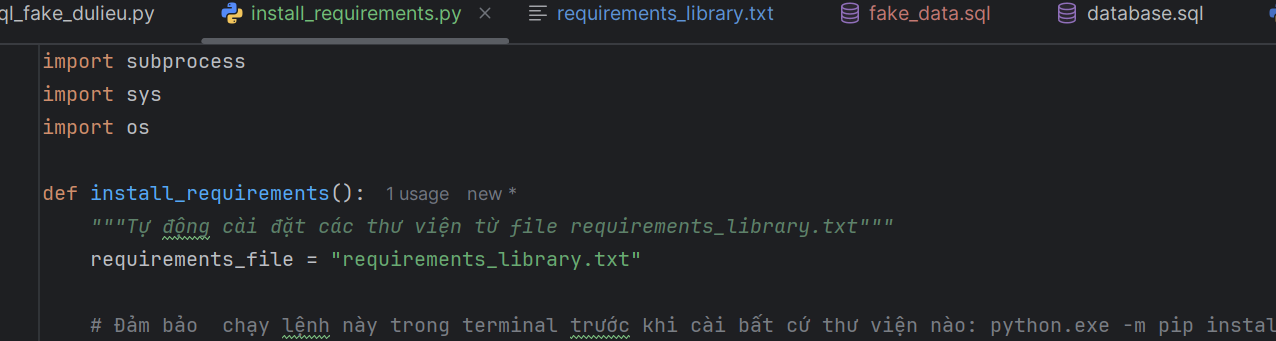 ql_fake_dulieu.py install_requirements.py requirements_library.txt fake_data.sql database.sql
import subprocess
import sys
import os
def install_requirements(): 1 usage new *
"""Tự động cài đặt các thư viện từ file requirements_library.txt"""
requirements_file = "requirements_library.txt"
# Đảm bảo  chạy lệnh này trong terminal trước khi cài bất cứ thư viện nào: python.exe -m pip instal